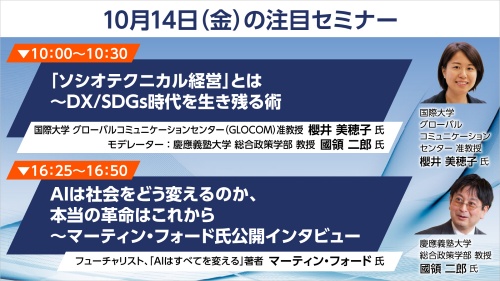 10月14日(金)の注目セミナー
▼10:00〜10:30
「ソシオテクニカル経営」とは
〜DX/SDGs時代を生き残る術
国際大学 グローバルコミュニケーションセンター(GLOCOM)准教授 櫻井 美穂子 氏
モデレーター:慶應義塾大学 総合政策学部 教授 國領 二郎 氏
国際大学
グローバル
コミュニケーション
センター 准教授
櫻井 美穂子 氏
▼16:25〜16:50
AIは社会をどう変えるのか、
本当の革命はこれから
〜マーティン・フォード氏公開インタビュー
フューチャリスト、「AIはすべてを変える」著者 マーティン・フォード 氏
慶應義塾大学
総合政策学部 教授
國領 二郎 氏